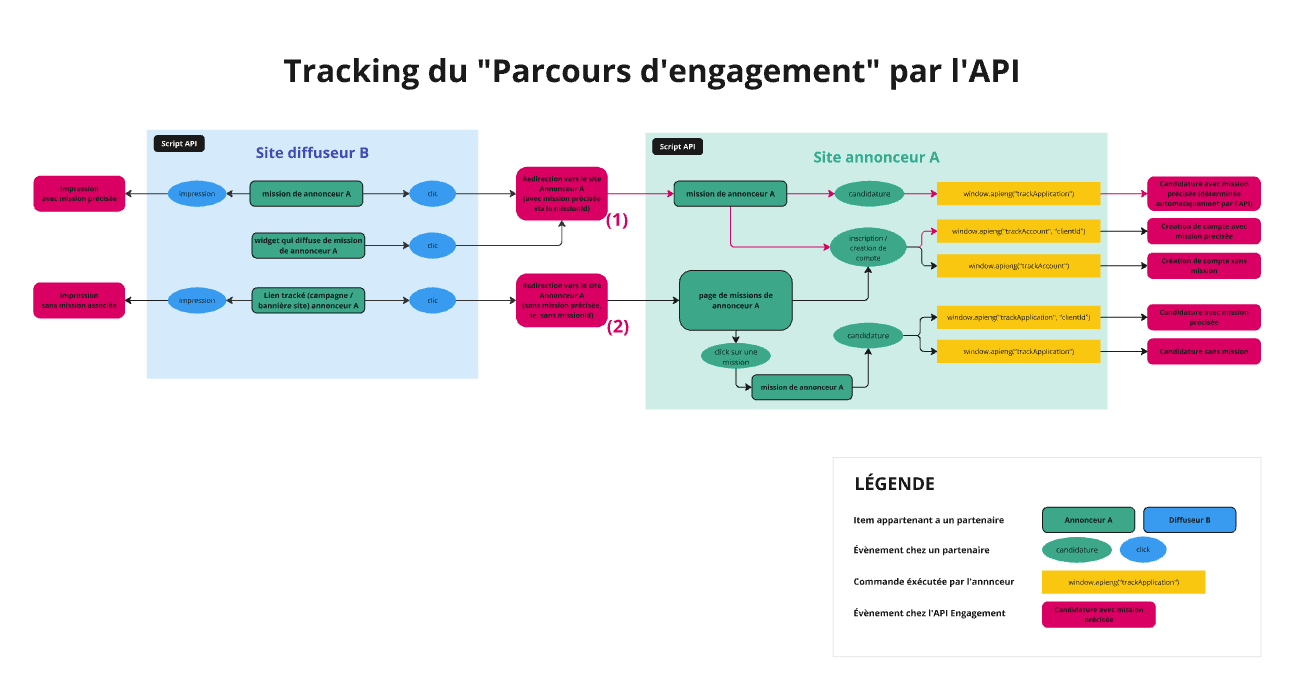 Tracking du "Parcours d'engagement" par l'API
Script API
Site diffuseur B
Impression
avec mission précisée
impression
mission de annonceur A
clic
widget qui diffuse de mission
de annonceur A
clic
Impression
sans mission associée
impression
Lien tracké (campagne /
bannière site) annonceur A
clic
Redirection vers le site
Annonceur A
(avec mission précisée
via le missionId)
(1)
Redirection vers le site
Annonceur A
(sans mission précisée,
ie. sans missionId)
(2)
Script API
Site annonceur A
mission de annonceur A
candidature
window.apieng("trackApplication")
Candidature avec mission
précisée (déterminée
automatiquement par l'API)
inscription /
création de
compte
window.apieng("trackAccount", "clientId")
Création de compte avec
mission precisée
window.apieng("trackAccount")
Création de compte sans
mission
page de missions de
annonceur A
click sur une
mission
mission de annonceur A
candidature
window.apieng("trackApplication", "clientId")
Candidature avec mission
précisée
window.apieng("trackApplication")
Candidature sans mission
LÉGENDE
Item appartenant a un partenaire
Annonceur A
Diffuseur B
Évènement chez un partenaire
candidature
click
Commande éxécutée par l'annnceur
window.apieng("trackApplication")
Évènement chez l'API Engagement
Candidature avec mission
précisée